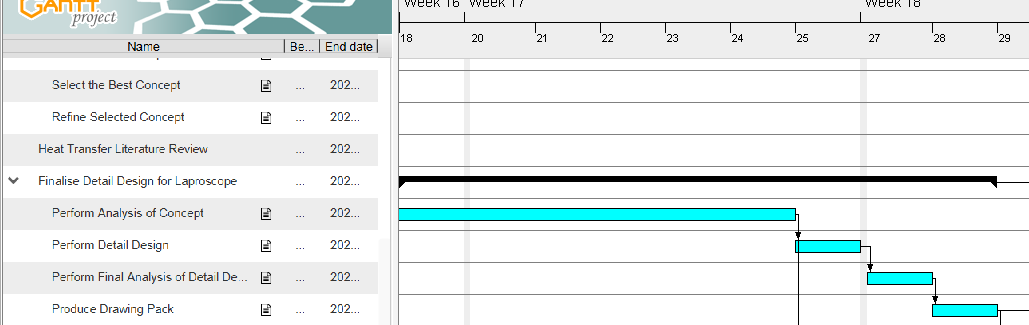 GANTT
project
Week 16 Week 17 Week 18
Name Be... End date
18 20 21 22 23 24 25 27 28 29
Select the Best Concept ... 202...
Refine Selected Concept ... 202...
Heat Transfer Literature Review ... 202...
Finalise Detail Design for Laproscope ... 202...
Perform Analysis of Concept ... 202...
Perform Detail Design ... 202...
Perform Final Analysis of Detail De... ... 202...
Produce Drawing Pack ... 202...